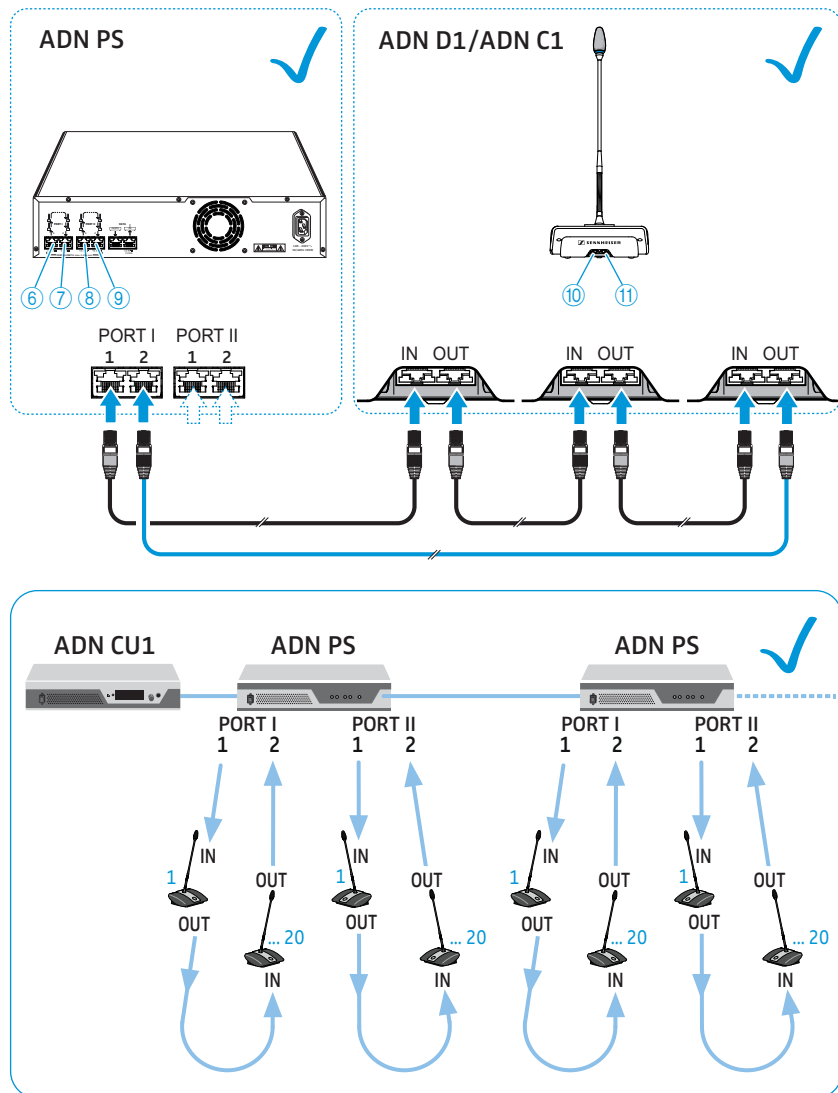 ADN PS
ADN D1/ADN C1
SENNHEISER
6 7 8 9
10 11
PORT I PORT II
1 2 1 2
IN OUT IN OUT IN OUT
ADN CU1 ADN PS ADN PS
PORT I PORT II PORT I PORT II
1 2 1 2 1 2 1 2
IN IN IN IN
1 OUT 1 OUT 1 OUT 1 OUT
OUT OUT OUT OUT
... 20 ... 20 ... 20 ... 20
IN IN IN IN